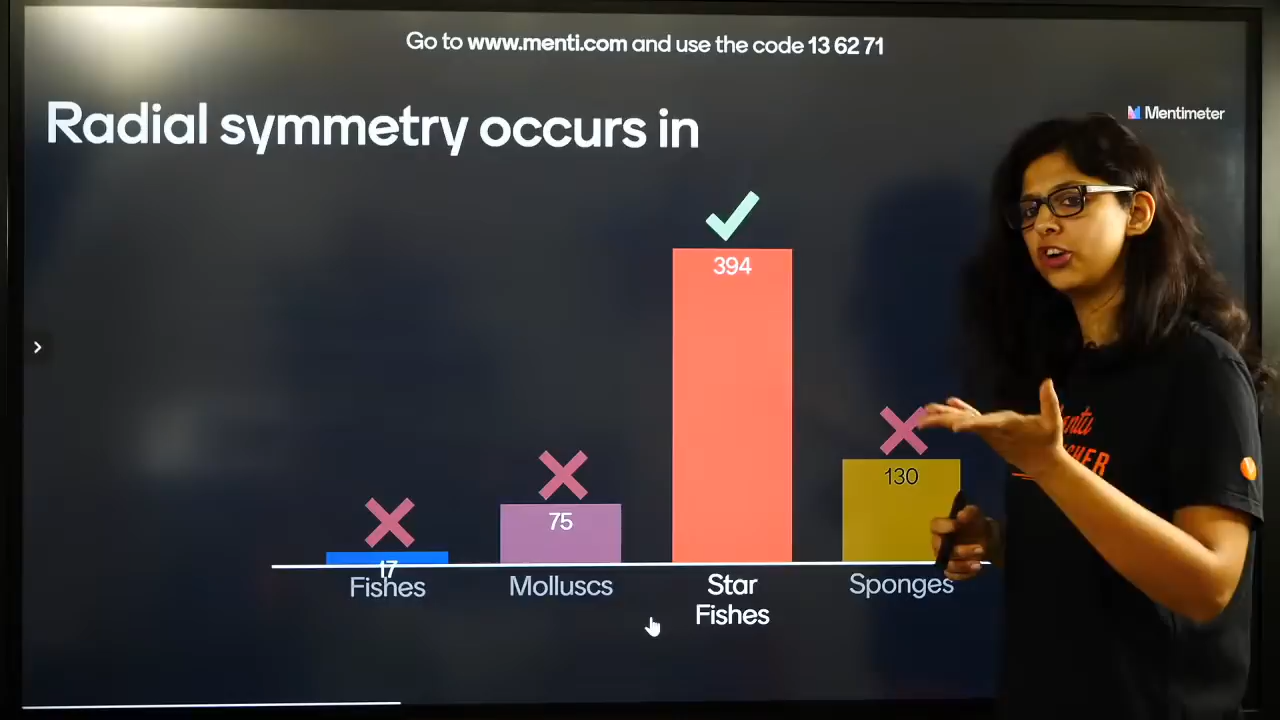 Go to www.menti.com and use the code 13 62 71
Radial symmetry occurs in
Mentimeter
394
130
75
17
Fishes
Molluscs
Star
Fishes
Sponges